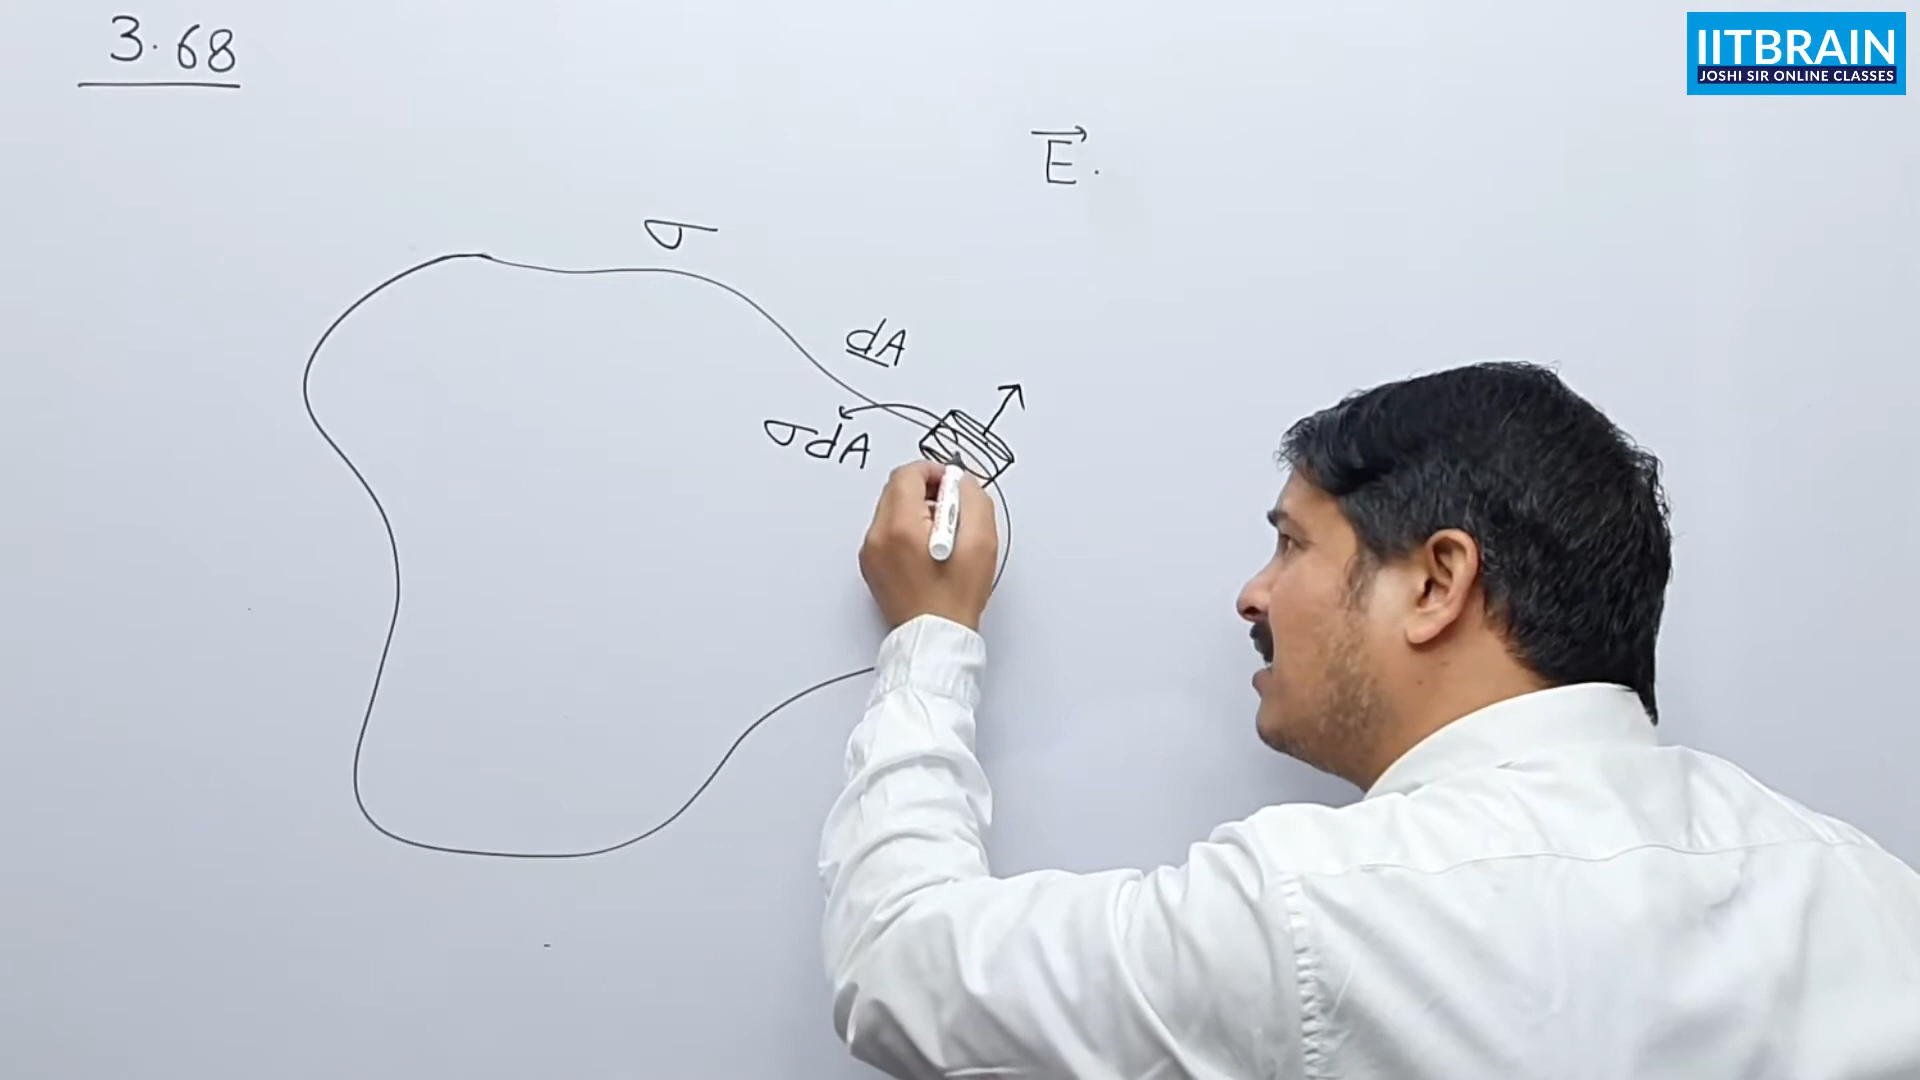 3.68
IITBRAIN
JOSHI SIR ONLINE CLASSES
E⃗ .
σ
dA
σdA